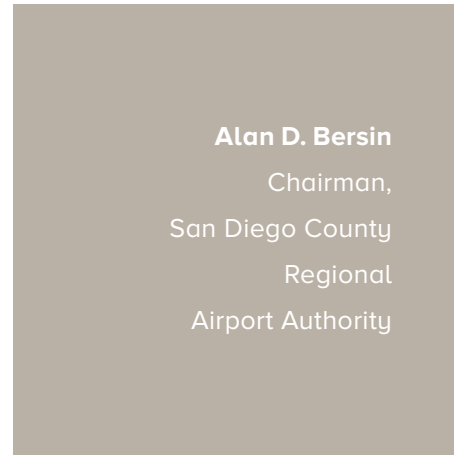 Alan D. Bersin
Chairman,
San Diego County
Regional
Airport Authority